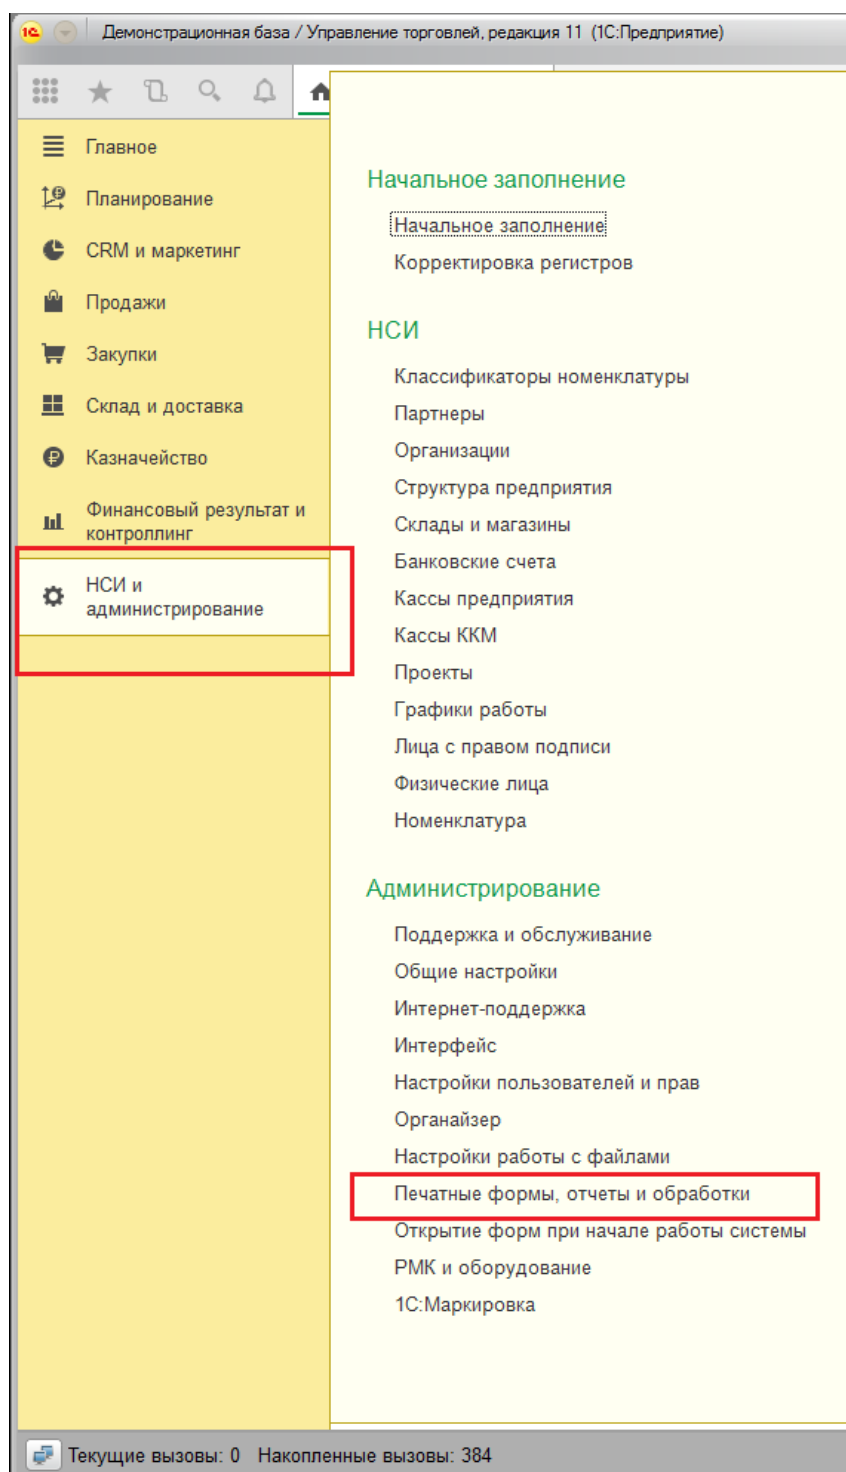 1С Демонстрационная база / Управление торговлей, редакция 11 (1С:Предприятие)
Главное
Планирование
CRM и маркетинг
Продажи
Закупки
Склад и доставка
Казначейство
Финансовый результат и
контроллинг
НСИ и
администрирование
Начальное заполнение
Начальное заполнение
Корректировка регистров
НСИ
Классификаторы номенклатуры
Партнеры
Организации
Структура предприятия
Склады и магазины
Банковские счета
Кассы предприятия
Кассы ККМ
Проекты
Графики работы
Лица с правом подписи
Физические лица
Номенклатура
Администрирование
Поддержка и обслуживание
Общие настройки
Интернет-поддержка
Интерфейс
Настройки пользователей и прав
Органайзер
Настройки работы с файлами
Печатные формы, отчеты и обработки
Открытие форм при начале работы системы
РМК и оборудование
1С:Маркировка
Текущие вызовы: 0 Накопленные вызовы: 384